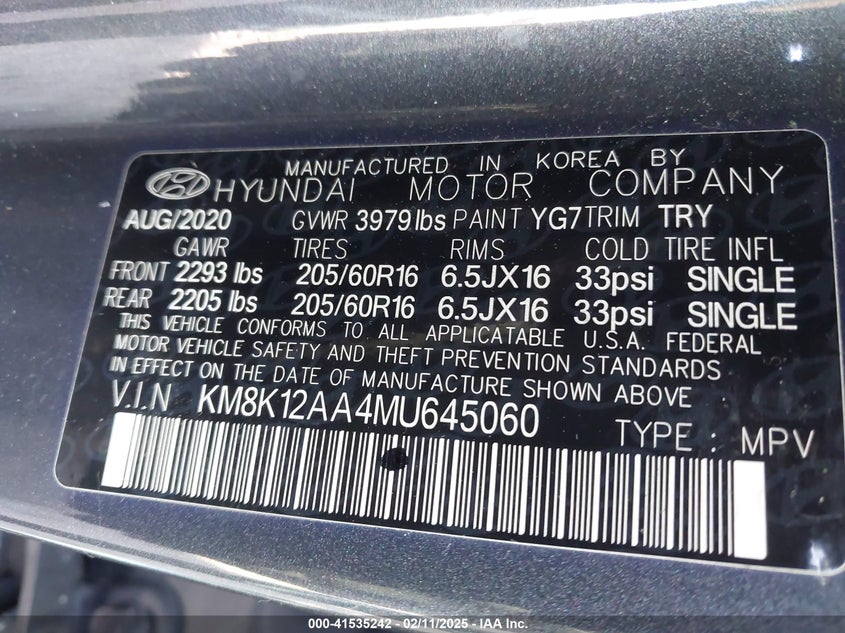 MANUFACTURED IN KOREA BY
HYUNDAI MOTOR COMPANY
AUG/2020 GVWR 3979 lbs PAINT YG7 TRIM TRY
GAWR TIRES RIMS COLD TIRE INFL
FRONT 2293 lbs 205/60R16 6.5JX16 33psi SINGLE
REAR 2205 lbs 205/60R16 6.5JX16 33psi SINGLE
THIS VEHICLE CONFORMS TO ALL APPLICATABLE U.S.A. FEDERAL
MOTOR VEHICLE SAFETY AND THEFT PREVENTION STANDARDS
IN EFFECT ON THE DATE OF MANUFACTURE SHOWN ABOVE
V.I.N KM8K12AA4MU645060 TYPE : MPV
000-41535242 - 02/11/2025 - IAA Inc.